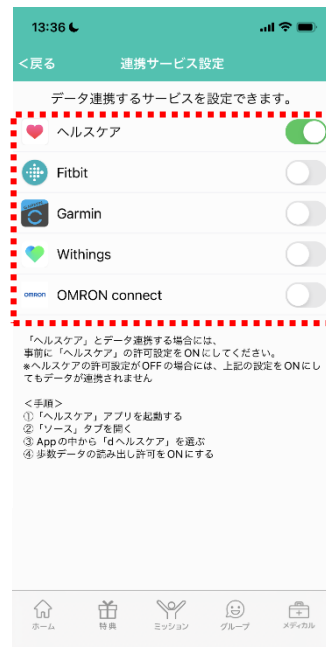 13:36
<戻る
連携サービス設定
データ連携するサービスを設定できます。
ヘルスケア
Fitbit
Garmin
Withings
OMRON OMRON connect
「ヘルスケア」とデータ連携する場合には、
事前に「ヘルスケア」の許可設定をONにしてください。
*ヘルスケアの許可設定がOFFの場合には、上記の設定をONにし
てもデータが連携されません
<手順>
①「ヘルスケア」アプリを起動する
②「ソース」タブを開く
③ Appの中から「dヘルスケア」を選ぶ
④ 歩数データの読み出し許可をONにする
ホーム 特典 ミッション グループ メディカル